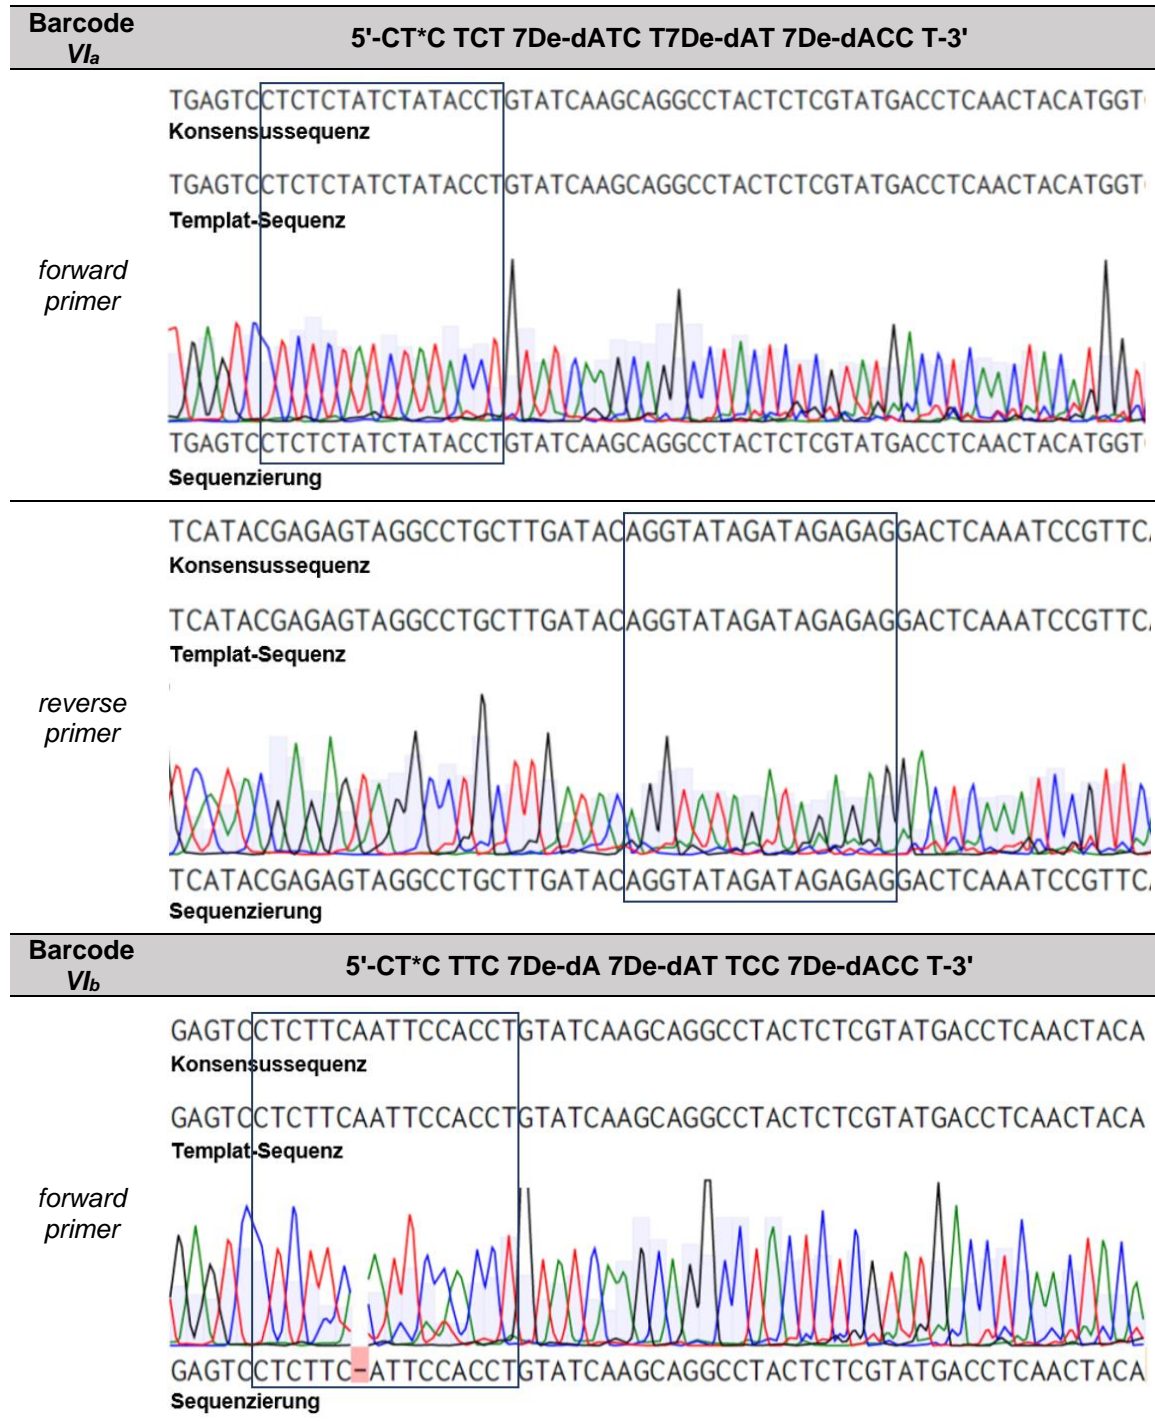 Barcode
VIa
5'-CT*C TCT 7De-dATC T7De-dAT 7De-dACC T-3'
TGAGTCCTCTCTATCTATACCTGTATCAAGCAGGCCTACTCTCGTATGACCTCAACTACATGGT
Konsensussequenz
TGAGTCCTCTCTATCTATACCTGTATCAAGCAGGCCTACTCTCGTATGACCTCAACTACATGGT
Templat-Sequenz
forward
primer
TGAGTCCTCTCTATCTATACCTGTATCAAGCAGGCCTACTCTCGTATGACCTCAACTACATGGT
Sequenzierung
TCATACGAGAGTAGGCCTGCTTGATACAGGTATAGATAGAGAGGACTCAAATCCGTTC
Konsensussequenz
TCATACGAGAGTAGGCCTGCTTGATACAGGTATAGATAGAGAGGACTCAAATCCGTTC
Templat-Sequenz
reverse
primer
TCATACGAGAGTAGGCCTGCTTGATACAGGTATAGATAGAGAGGACTCAAATCCGTTC
Sequenzierung
Barcode
VIb
5'-CT*C TTC 7De-dA 7De-dAT TCC 7De-dACC T-3'
GAGTCCTCTTCAATTCCACCTGTATCAAGCAGGCCTACTCTCGTATGACCTCAACTACA
Konsensussequenz
GAGTCCTCTTCAATTCCACCTGTATCAAGCAGGCCTACTCTCGTATGACCTCAACTACA
Templat-Sequenz
forward
primer
GAGTCCTCTTC-ATTCCACCTGTATCAAGCAGGCCTACTCTCGTATGACCTCAACTACA
Sequenzierung